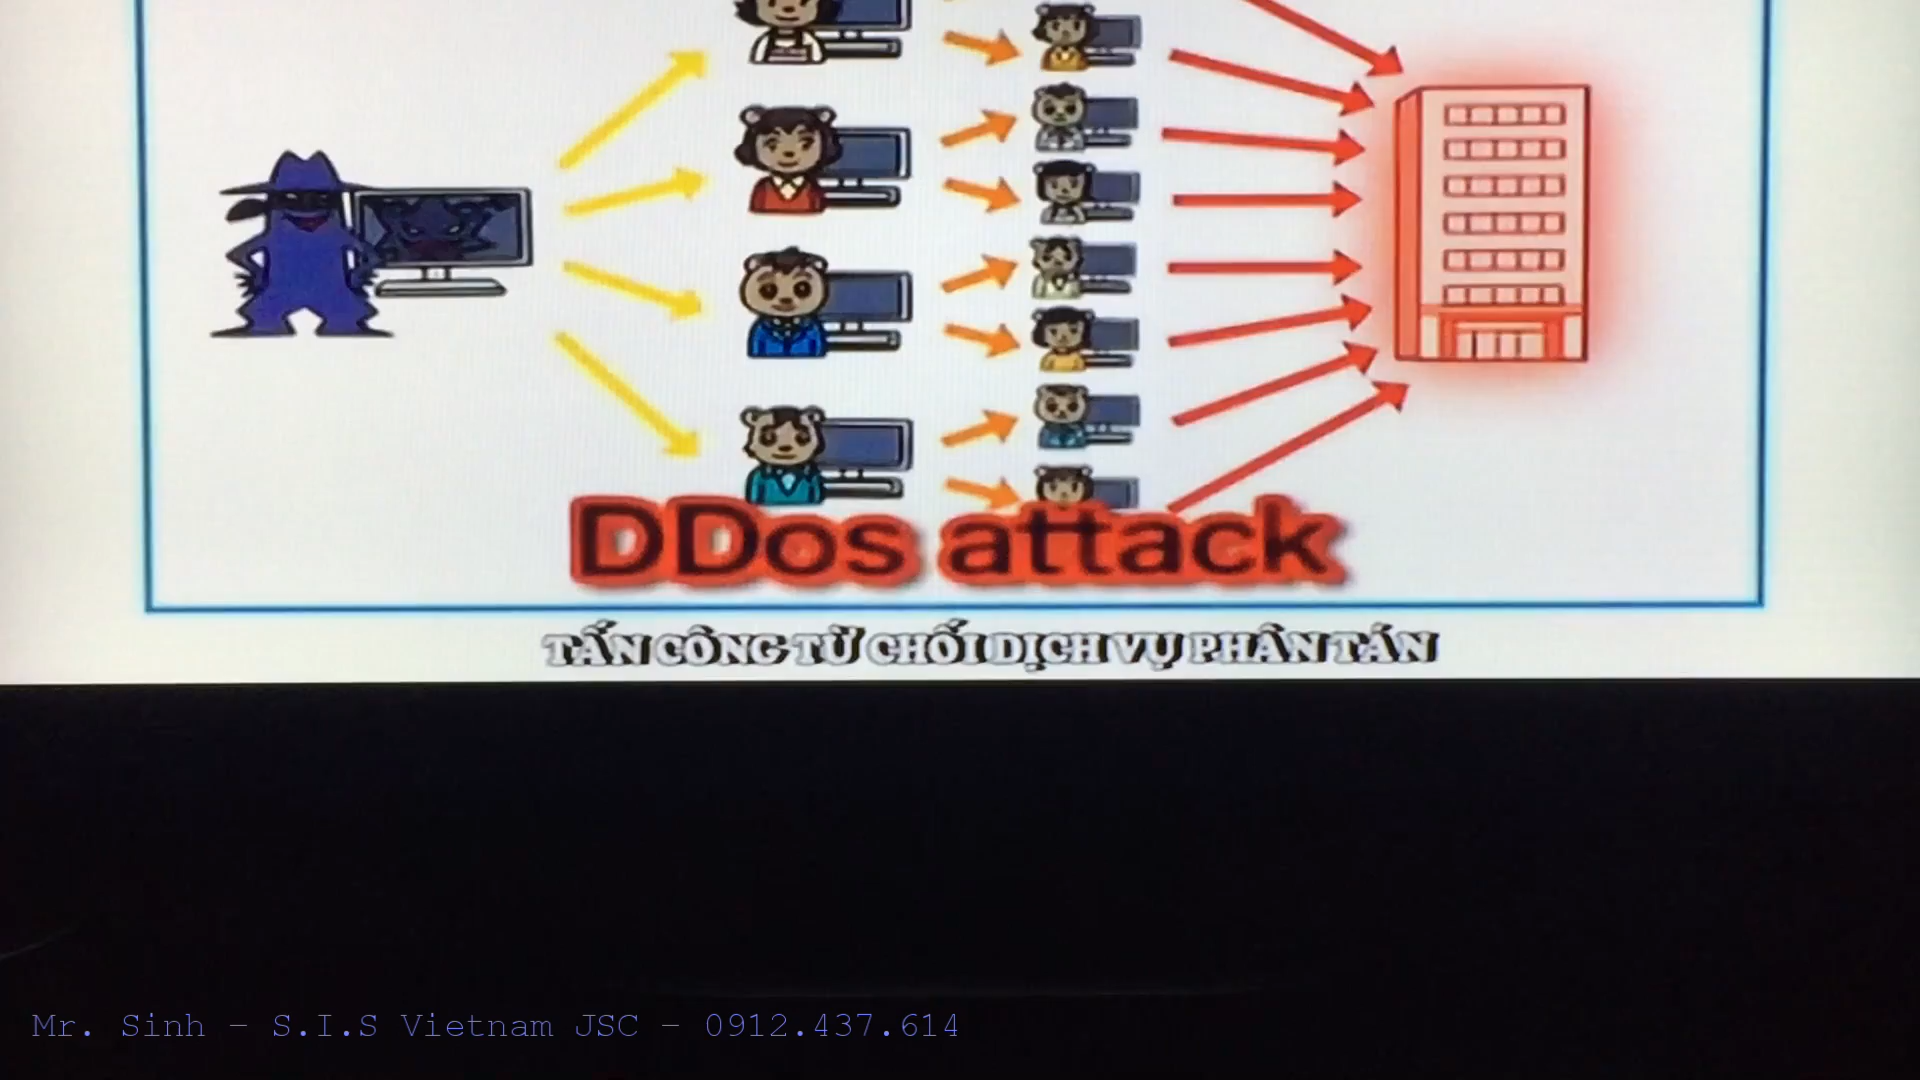 DDos attack
TẤN CÔNG TỪ CHỐI DỊCH VỤ PHÂN TÁN
Mr. Sinh - S.I.S Vietnam JSC - 0912.437.614